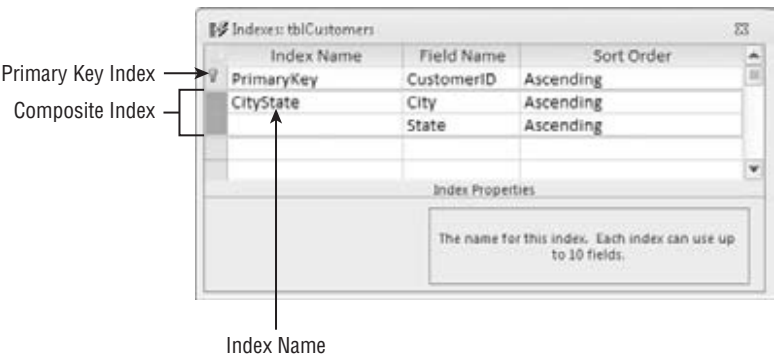 Indexes: tblCustomers
Index Name Field Name Sort Order
Primary Key Index
PrimaryKey CustomerID Ascending
Composite Index
CityState City Ascending
State Ascending
Index Properties
The name for this index. Each index can use up
to 10 fields.
Index Name